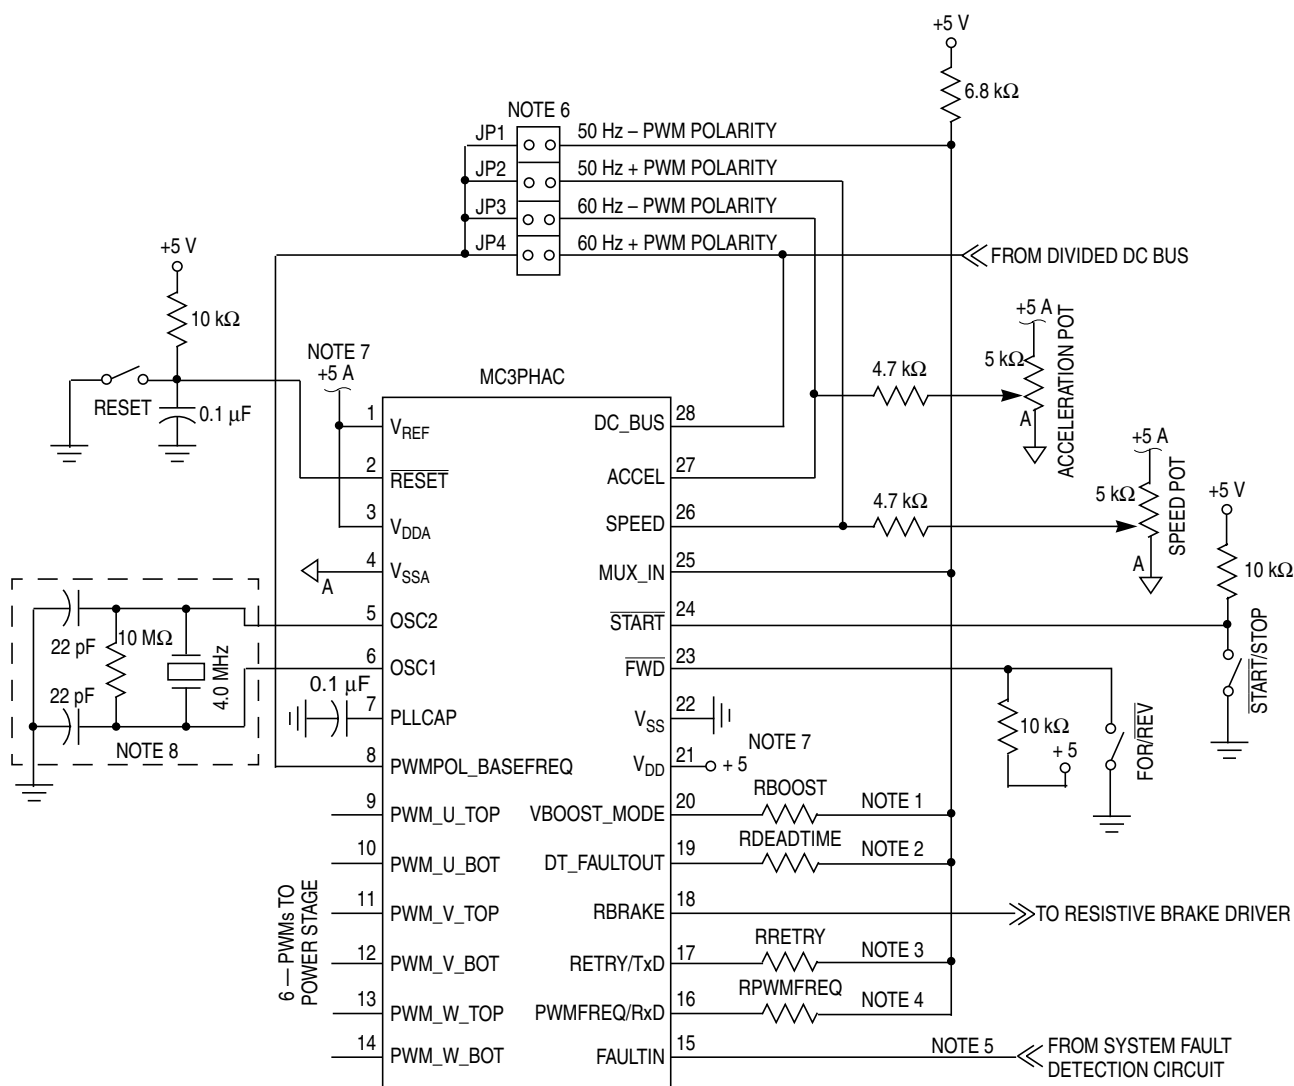 +5 V
6.8 kΩ
NOTE 6
JP1
50 Hz – PWM POLARITY
JP2
50 Hz + PWM POLARITY
JP3
60 Hz – PWM POLARITY
JP4
60 Hz + PWM POLARITY
FROM DIVIDED DC BUS
+5 V
10 kΩ
RESET
0.1 µF
NOTE 7
+5 A
MC3PHAC
+5 A
5 kΩ
A
ACCELERATION POT
4.7 kΩ
+5 A
5 kΩ
A
SPEED POT
4.7 kΩ
+5 V
10 kΩ
START/STOP
1
VREF
2
RESET
3
VDDA
4
VSSA
A
5
OSC2
6
OSC1
7
PLLCAP
8
PWMPOL_BASEFREQ
9
PWM_U_TOP
10
PWM_U_BOT
11
PWM_V_TOP
12
PWM_V_BOT
13
PWM_W_TOP
14
PWM_W_BOT
22 pF
10 MΩ
4.0 MHz
22 pF
NOTE 8
0.1 µF
6 — PWMs TO
POWER STAGE
DC_BUS
28
ACCEL
27
SPEED
26
MUX_IN
25
START
24
FWD
23
VSS
22
VDD
21
+ 5
NOTE 7
VBOOST_MODE
20
RBOOST
NOTE 1
DT_FAULTOUT
19
RDEADTIME
NOTE 2
RBRAKE
18
TO RESISTIVE BRAKE DRIVER
RETRY/TxD
17
RRETRY
NOTE 3
PWMFREQ/RxD
16
RPWMFREQ
NOTE 4
FAULTIN
15
NOTE 5
FROM SYSTEM FAULT
DETECTION CIRCUIT
10 kΩ
+ 5
FOR/REV